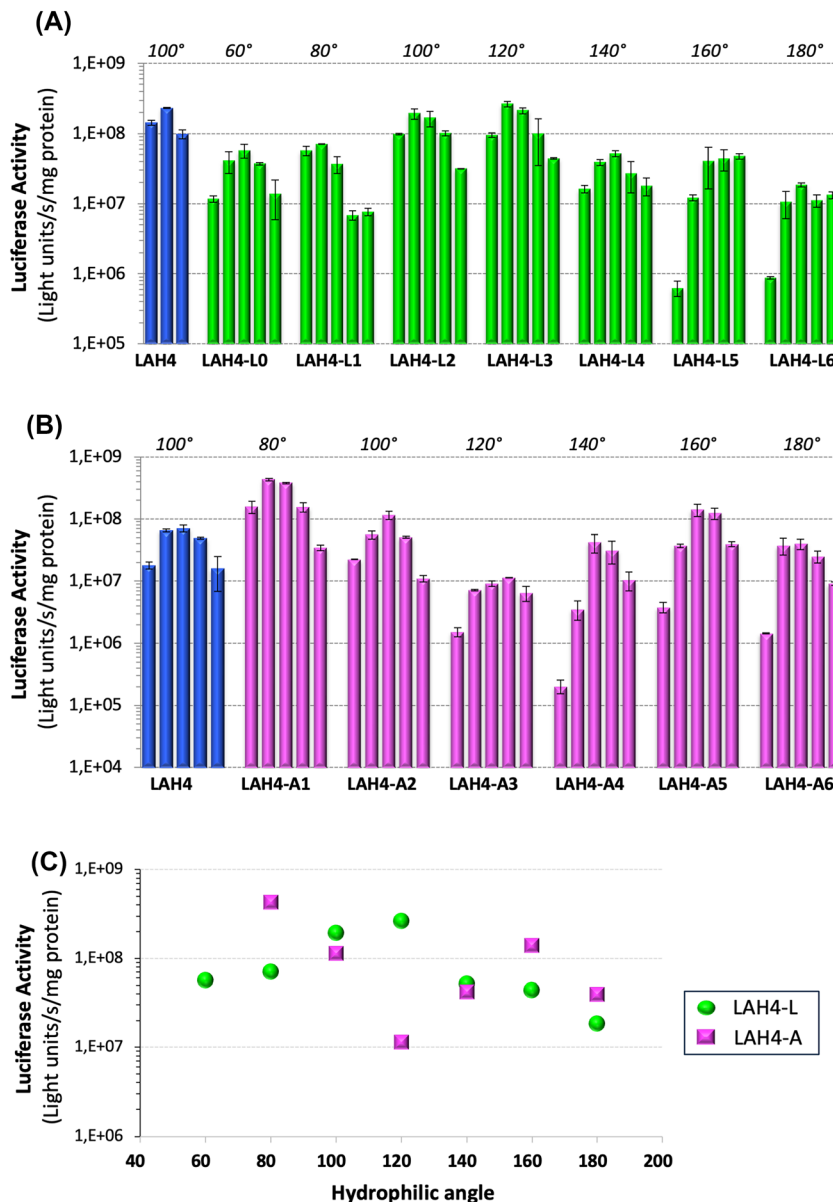 (A)
100° 60° 80° 100° 120° 140° 160° 180°
Luciferase Activity
(Light units/s/mg protein)
1,E+09
1,E+08
1,E+07
1,E+06
1,E+05
LAH4 LAH4-L0 LAH4-L1 LAH4-L2 LAH4-L3 LAH4-L4 LAH4-L5 LAH4-L6
(B)
100° 80° 100° 120° 140° 160° 180°
Luciferase Activity
(Light units/s/mg protein)
1,E+09
1,E+08
1,E+07
1,E+06
1,E+05
1,E+04
LAH4 LAH4-A1 LAH4-A2 LAH4-A3 LAH4-A4 LAH4-A5 LAH4-A6
(C)
Luciferase Activity
(Light units/s/mg protein)
1,E+09
1,E+08
1,E+07
1,E+06
40 60 80 100 120 140 160 180 200
Hydrophilic angle
LAH4-L
LAH4-A